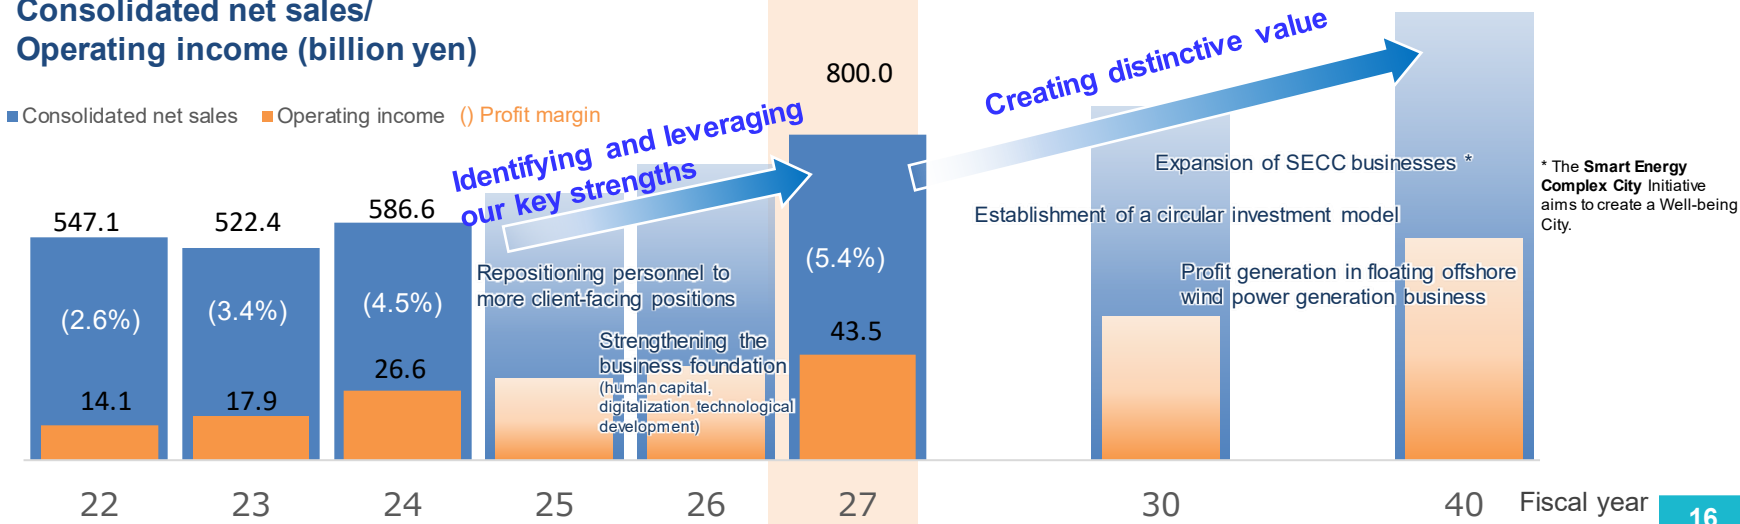 Consolidated net sales/
Operating income (billion yen)
Consolidated net sales
Operating income
() Profit margin
Identifying and leveraging
our key strengths
Creating distinctive value
800.0
547.1
522.4
586.6
(2.6%)
(3.4%)
(4.5%)
(5.4%)
14.1
17.9
26.6
43.5
Repositioning personnel to
more client-facing positions
Strengthening the
business foundation
(human capital,
digitalization, technological
development)
Expansion of SECC businesses *
Establishment of a circular investment model
Profit generation in floating offshore
wind power generation business
* The Smart Energy
Complex City Initiative
aims to create a Well-being
City.
22
23
24
25
26
27
30
40
Fiscal year
16